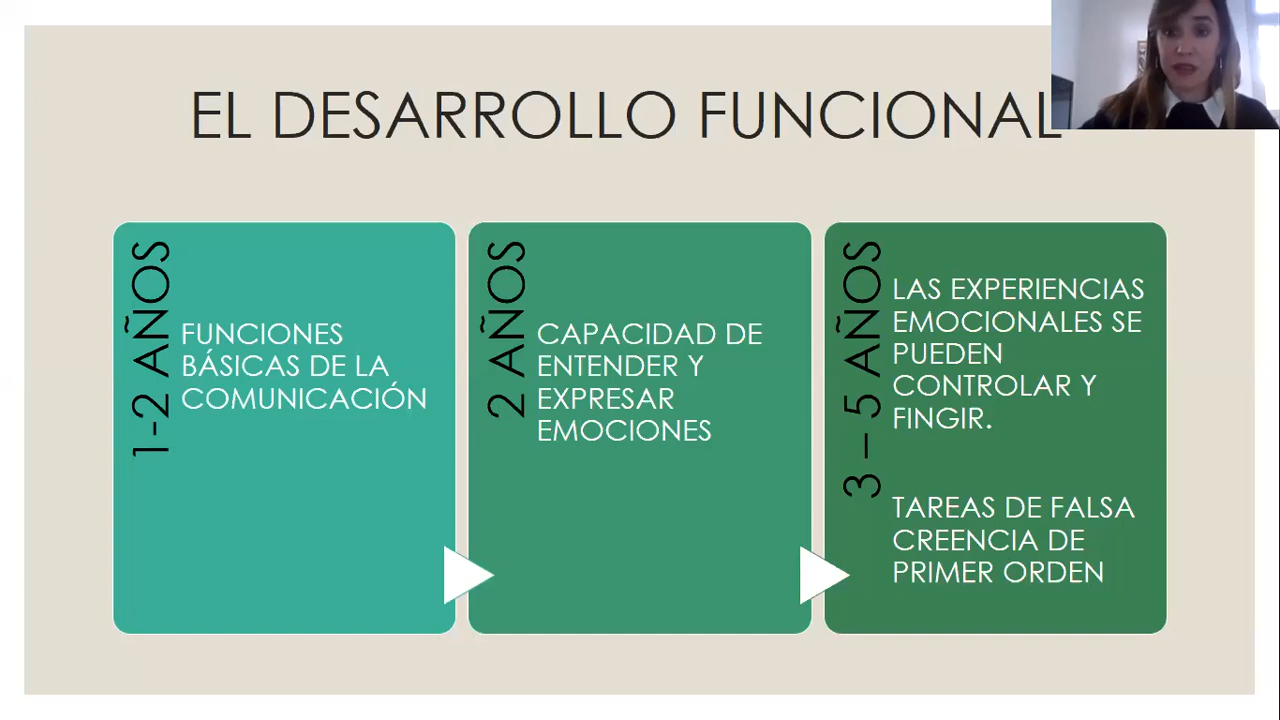 EL DESARROLLO FUNCIONAL
1-2 AÑOS
FUNCIONES
BÁSICAS DE LA
COMUNICACIÓN
2 AÑOS
CAPACIDAD DE
ENTENDER Y
EXPRESAR
EMOCIONES
3 – 5 AÑOS
LAS EXPERIENCIAS
EMOCIONALES SE
PUEDEN
CONTROLAR Y
FINGIR.
TAREAS DE FALSA
CREENCIA DE
PRIMER ORDEN